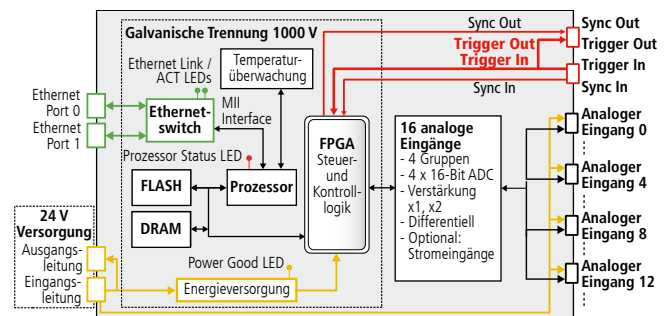 Galvanische Trennung 1000 V
Sync Out
Sync Out
Trigger Out
Trigger Out
Trigger In
Trigger In
Sync In
Sync In
Ethernet Link /
ACT LEDs
Temperatur-
überwachung
Ethernet
Port 0
Ethernet
Port 1
Ethernet-
switch
MII
Interface
Prozessor Status LED
FLASH
Prozessor
DRAM
FPGA
Steuer-
und
Kontroll-
logik
16 analoge
Eingänge
- 4 Gruppen
- 4 x 16-Bit ADC
- Verstärkung
x1, x2
- Differentiell
- Optional:
Stromeingänge
Analoger
Eingang 0
Analoger
Eingang 4
Analoger
Eingang 8
Analoger
Eingang 12
24 V
Versorgung
Ausgangs-
leitung
Eingangs-
leitung
Power Good LED
Energieversorgung